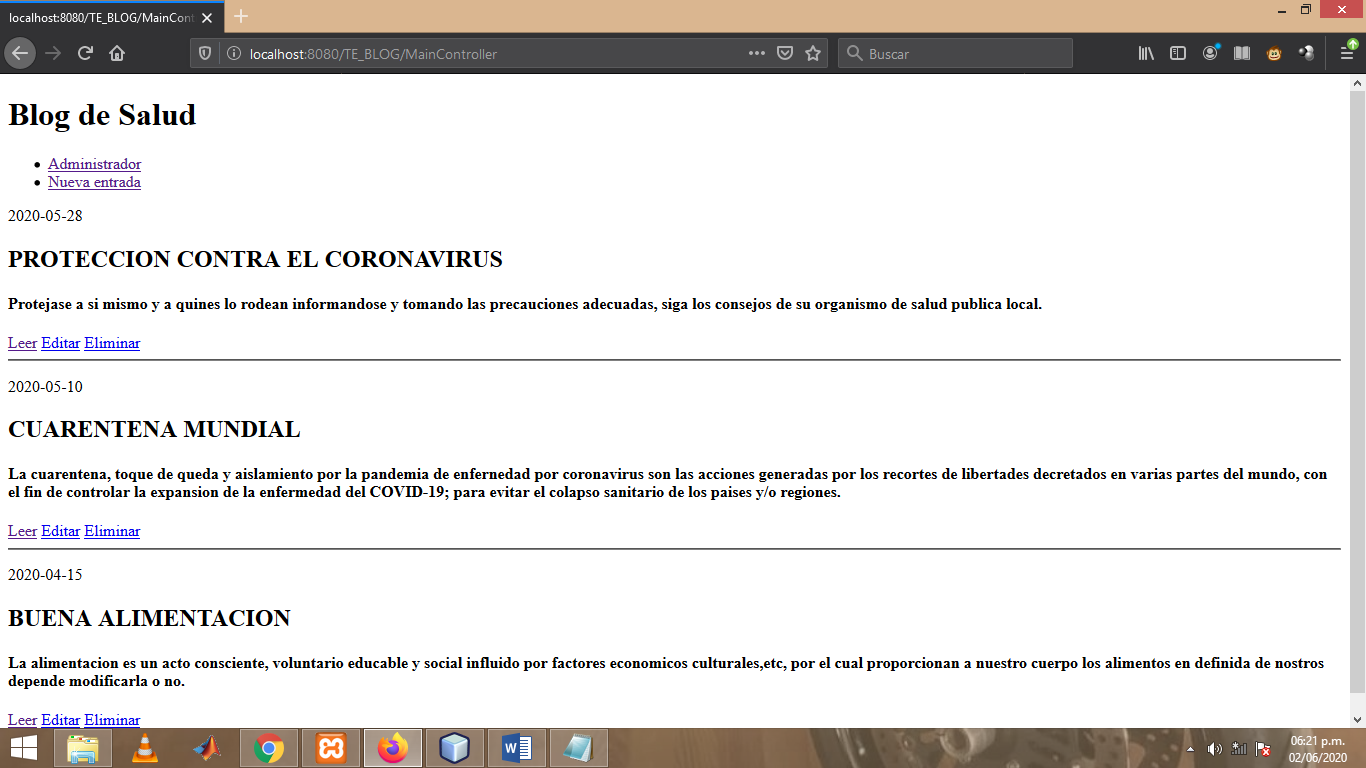 localhost:8080/TE_BLOG/MainCont
localhost:8080/TE_BLOG/MainController
Buscar
Blog de Salud
Administrador
Nueva entrada
2020-05-28
PROTECCION CONTRA EL CORONAVIRUS
Protejase a si mismo y a quines lo rodean informandose y tomando las precauciones adecuadas, siga los consejos de su organismo de salud publica local.
Leer Editar Eliminar
2020-05-10
CUARENTENA MUNDIAL
La cuarentena, toque de queda y aislamiento por la pandemia de enfernedad por coronavirus son las acciones generadas por los recortes de libertades decretados en varias partes del mundo, con
el fin de controlar la expansion de la enfermedad del COVID-19; para evitar el colapso sanitario de los paises y/o regiones.
Leer Editar Eliminar
2020-04-15
BUENA ALIMENTACION
La alimentacion es un acto consciente, voluntario educable y social influido por factores economicos culturales,etc, por el cual proporcionan a nuestro cuerpo los alimentos en definida de nostros
depende modificarla o no.
Leer Editar Eliminar
06:21 p.m.
02/06/2020